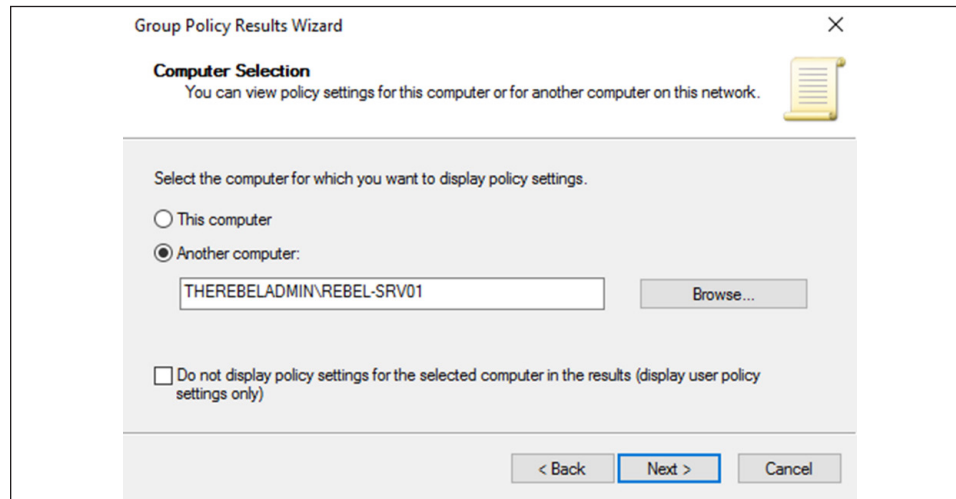 Group Policy Results Wizard
Computer Selection
You can view policy settings for this computer or for another computer on this network.
Select the computer for which you want to display policy settings.
This computer
Another computer:
THEREBELADMIN\REBEL-SRV01
Browse...
Do not display policy settings for the selected computer in the results (display user policy
settings only)
< Back
Next >
Cancel